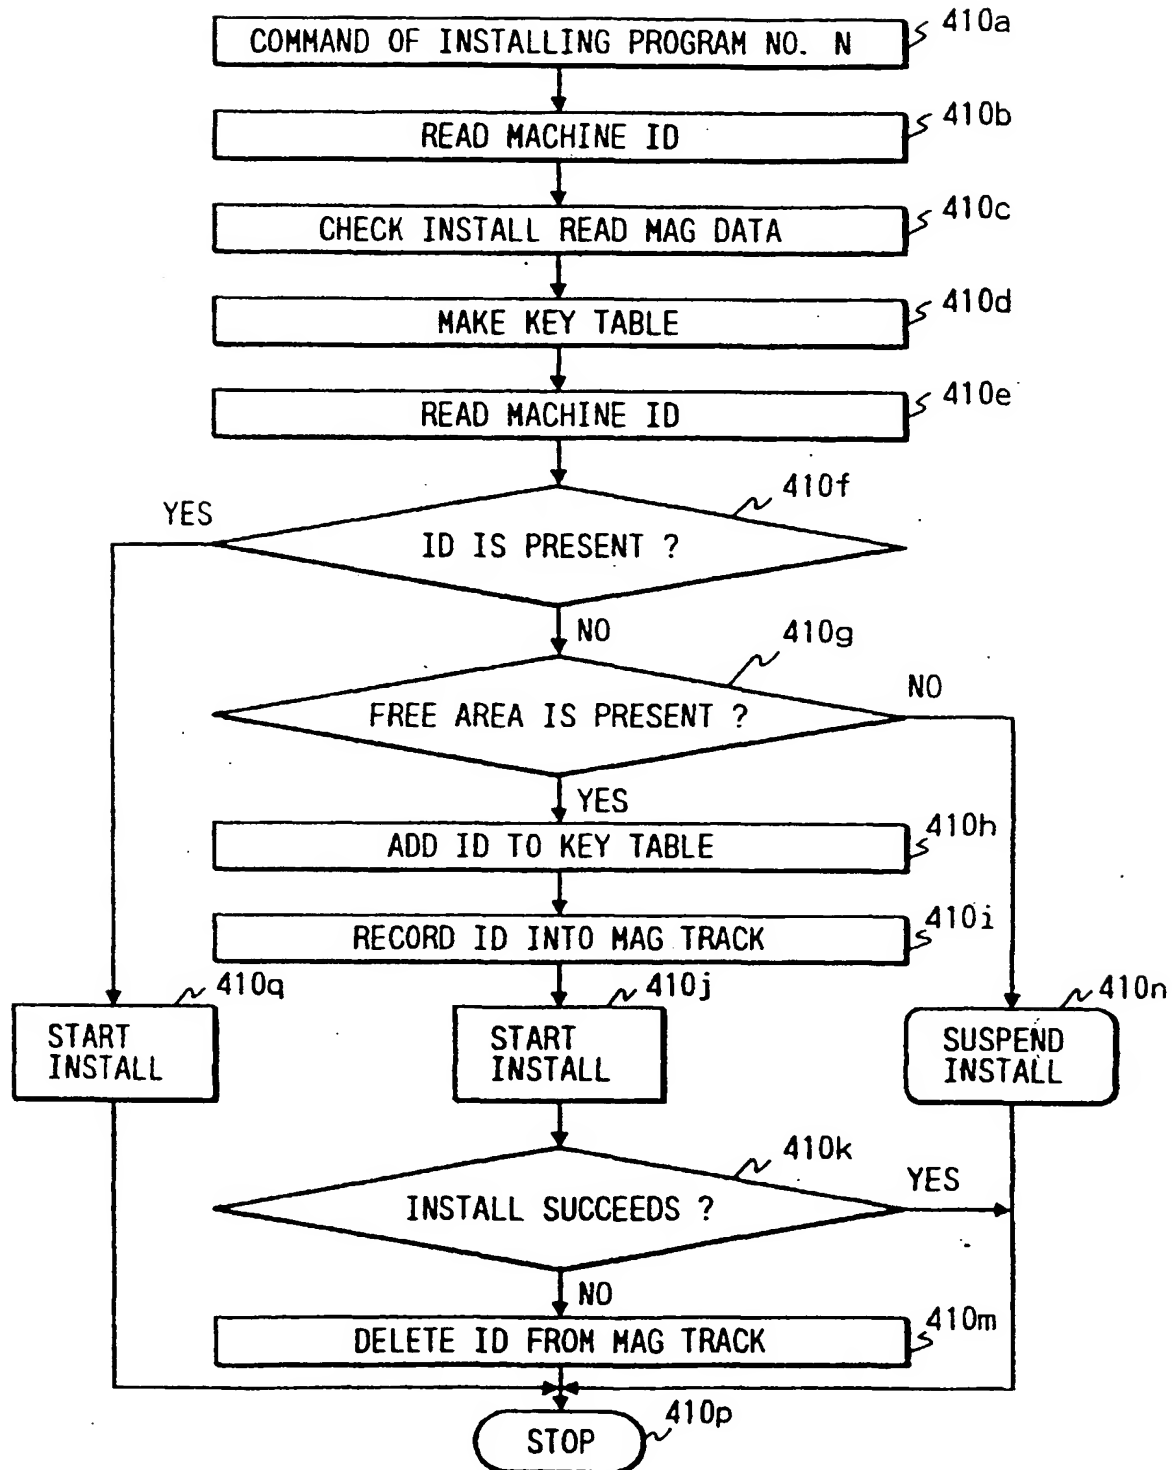 COMMAND OF INSTALLING PROGRAM NO. N
410a
READ MACHINE ID
410b
CHECK INSTALL READ MAG DATA
410c
MAKE KEY TABLE
410d
READ MACHINE ID
410e
410f
YES
ID IS PRESENT ?
NO
410g
NO
FREE AREA IS PRESENT ?
YES
ADD ID TO KEY TABLE
410h
RECORD ID INTO MAG TRACK
410i
410q
410j
410n
START
INSTALL
START
INSTALL
SUSPEND
INSTALL
410k
YES
INSTALL SUCCEEDS ?
NO
DELETE ID FROM MAG TRACK
410m
410p
STOP